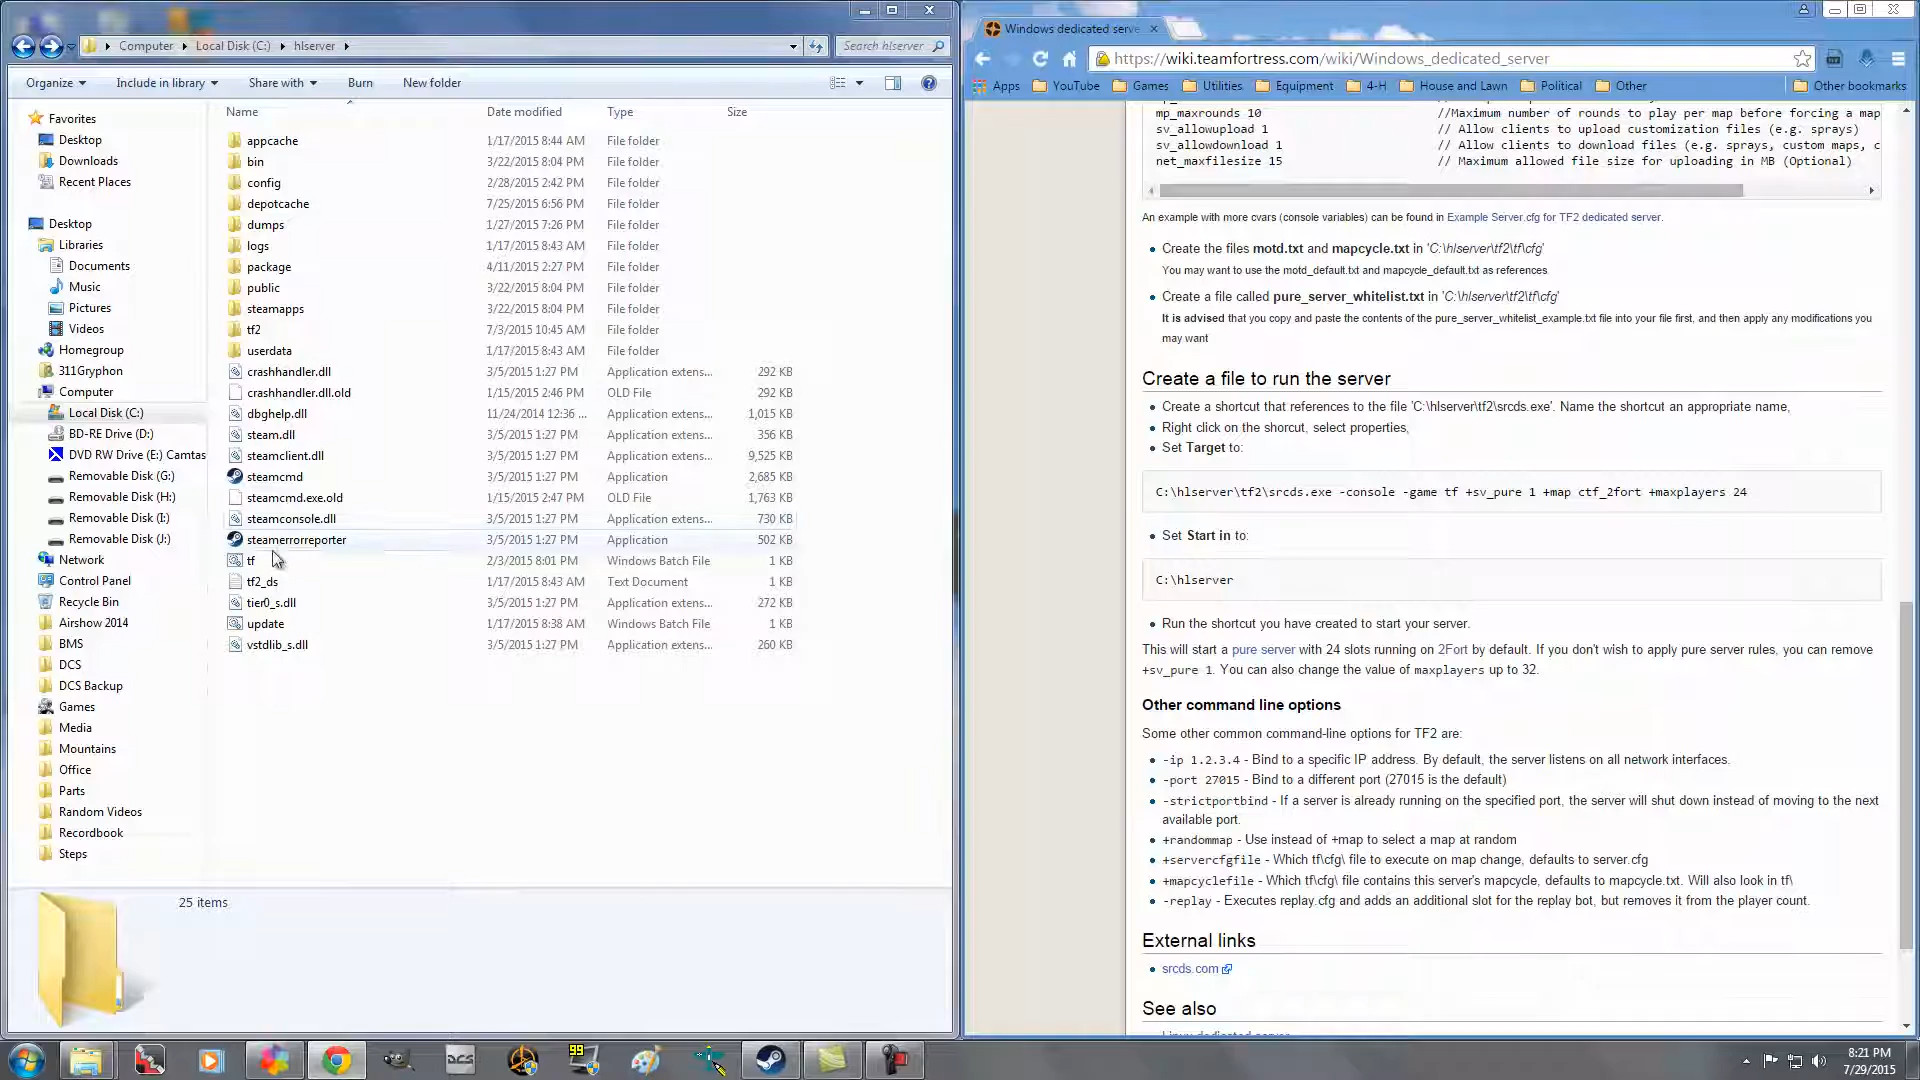 Computer Local Disk (C:) hlserver
Search hlserver
Organize Include in library Share with Burn New folder
Name Date modified Type Size
Favorites
Desktop
Downloads
Recent Places
Desktop
Libraries
Documents
Music
Pictures
Videos
Homegroup
311Gryphon
Computer
Local Disk (C:)
BD-RE Drive (D:)
DVD RW Drive (E:) Camtas
Removable Disk (G:)
Removable Disk (H:)
Removable Disk (I:)
Removable Disk (J:)
Network
Control Panel
Recycle Bin
Airshow 2014
BMS
DCS
DCS Backup
Games
Media
Mountains
Office
Parts
Random Videos
Recordbook
Steps
appcache 1/17/2015 8:44 AM File folder
bin 3/22/2015 8:04 PM File folder
config 2/28/2015 2:42 PM File folder
depotcache 7/25/2015 6:56 PM File folder
dumps 1/27/2015 7:26 PM File folder
logs 1/17/2015 8:43 AM File folder
package 4/11/2015 2:27 PM File folder
public 3/22/2015 8:04 PM File folder
steamapps 3/22/2015 8:04 PM File folder
tf2 7/3/2015 10:45 AM File folder
userdata 1/17/2015 8:43 AM File folder
crashhandler.dll 3/5/2015 1:27 PM Application extens... 292 KB
crashhandler.dll.old 1/15/2015 2:46 PM OLD File 292 KB
dbghelp.dll 11/24/2014 12:36 ... Application extens... 1,015 KB
steam.dll 3/5/2015 1:27 PM Application extens... 356 KB
steamclient.dll 3/5/2015 1:27 PM Application extens... 9,525 KB
steamcmd 3/5/2015 1:27 PM Application 2,685 KB
steamcmd.exe.old 1/15/2015 2:47 PM OLD File 1,763 KB
steamconsole.dll 3/5/2015 1:27 PM Application extens... 730 KB
steamerrorreporter 3/5/2015 1:27 PM Application 502 KB
tf 2/3/2015 8:01 PM Windows Batch File 1 KB
tf2_ds 1/17/2015 8:43 AM Text Document 1 KB
tier0_s.dll 3/5/2015 1:27 PM Application extens... 272 KB
update 1/17/2015 8:38 AM Windows Batch File 1 KB
vstdlib_s.dll 3/5/2015 1:27 PM Application extens... 260 KB
25 items
Windows dedicated serve
https://wiki.teamfortress.com/wiki/Windows_dedicated_server
Apps YouTube Games Utilities Equipment 4-H House and Lawn Political Other Other bookmarks
mp_maxrounds 10 //Maximum number of rounds to play per map before forcing a map
sv_allowupload 1 // Allow clients to upload customization files (e.g. sprays)
sv_allowdownload 1 // Allow clients to download files (e.g. sprays, custom maps, c
net_maxfilesize 15 // Maximum allowed file size for uploading in MB (Optional)
An example with more cvars (console variables) can be found in Example Server.cfg for TF2 dedicated server.
Create the files motd.txt and mapcycle.txt in 'C:\hlserver\tf2\tf\cfg'
You may want to use the motd_default.txt and mapcycle_default.txt as references
Create a file called pure_server_whitelist.txt in 'C:\hlserver\tf2\tf\cfg'
It is advised that you copy and paste the contents of the pure_server_whitelist_example.txt file into your file first, and then apply any modifications you
may want
Create a file to run the server
Create a shortcut that references to the file 'C:\hlserver\tf2\srcds.exe'. Name the shortcut an appropriate name,
Right click on the shorcut, select properties,
Set Target to:
C:\hlserver\tf2\srcds.exe -console -game tf +sv_pure 1 +map ctf_2fort +maxplayers 24
Set Start in to:
C:\hlserver
Run the shortcut you have created to start your server.
This will start a pure server with 24 slots running on 2Fort by default. If you don't wish to apply pure server rules, you can remove
+sv_pure 1. You can also change the value of maxplayers up to 32.
Other command line options
Some other common command-line options for TF2 are:
-ip 1.2.3.4 - Bind to a specific IP address. By default, the server listens on all network interfaces.
-port 27015 - Bind to a different port (27015 is the default)
-strictportbind - If a server is already running on the specified port, the server will shut down instead of moving to the next
available port.
+randommap - Use instead of +map to select a map at random
+servercfgfile - Which tf\cfg\ file to execute on map change, defaults to server.cfg
+mapcyclefile - Which tf\cfg\ file contains this server's mapcycle, defaults to mapcycle.txt. Will also look in tf\
-replay - Executes replay.cfg and adds an additional slot for the replay bot, but removes it from the player count.
External links
srcds.com
See also
Linux dedicated server
DCS
99
8:21 PM
7/29/2015